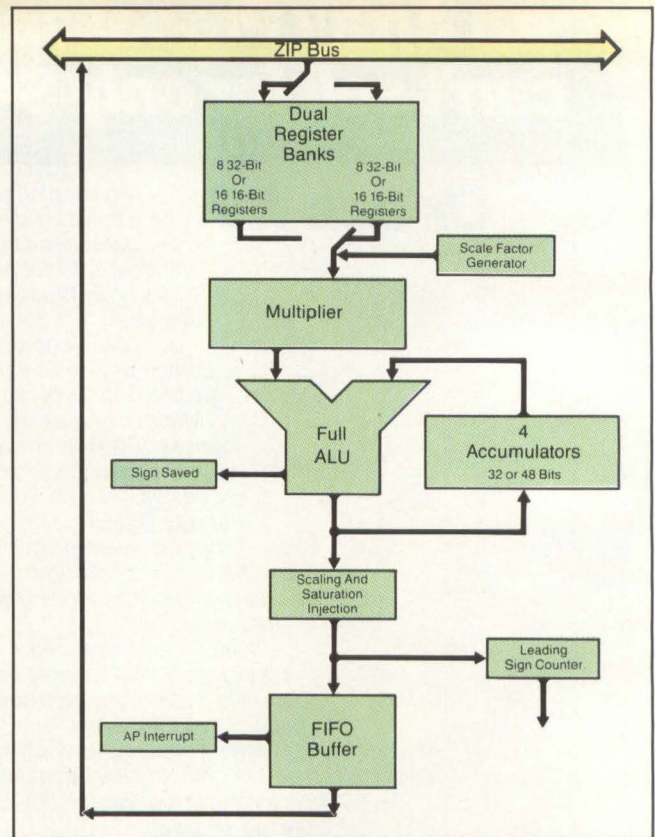 ZIP Bus
Dual
Register
Banks
8 32-Bit
Or
16 16-Bit
Registers
8 32-Bit
Or
16 16-Bit
Registers
Scale Factor
Generator
Multiplier
Full
ALU
4
Accumulators
32 or 48 Bits
Sign Saved
Scaling And
Saturation
Injection
Leading
Sign Counter
AP Interrupt
FIFO
Buffer